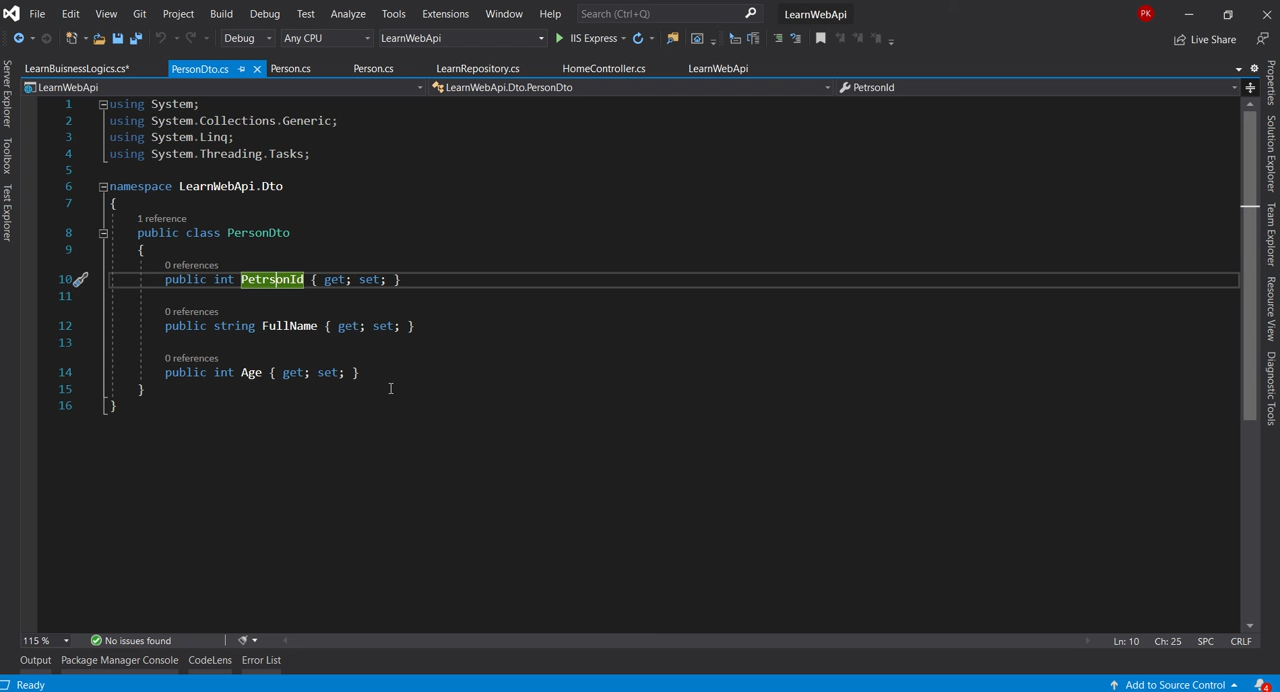 File Edit View Git Project Build Debug Test Analyze Tools Extensions Window Help Search (Ctrl+Q) LearnWebApi PK
Debug Any CPU LearnWebApi IIS Express Live Share
LearnBuisnessLogics.cs* PersonDto.cs Person.cs Person.cs LearnRepository.cs HomeController.cs LearnWebApi
LearnWebApi LearnWebApi.Dto.PersonDto PetrsonId
Server Explorer
Toolbox
Test Explorer
1 using System;
2 using System.Collections.Generic;
3 using System.Linq;
4 using System.Threading.Tasks;
5
6 namespace LearnWebApi.Dto
7 {
1 reference
8 public class PersonDto
9 {
0 references
10 public int PetrsonId { get; set; }
11
0 references
12 public string FullName { get; set; }
13
0 references
14 public int Age { get; set; }
15 }
16 }
Properties
Solution Explorer
Team Explorer
Resource View
Diagnostic Tools
115 % No issues found Ln: 10 Ch: 25 SPC CRLF
Output Package Manager Console CodeLens Error List
Ready Add to Source Control 4